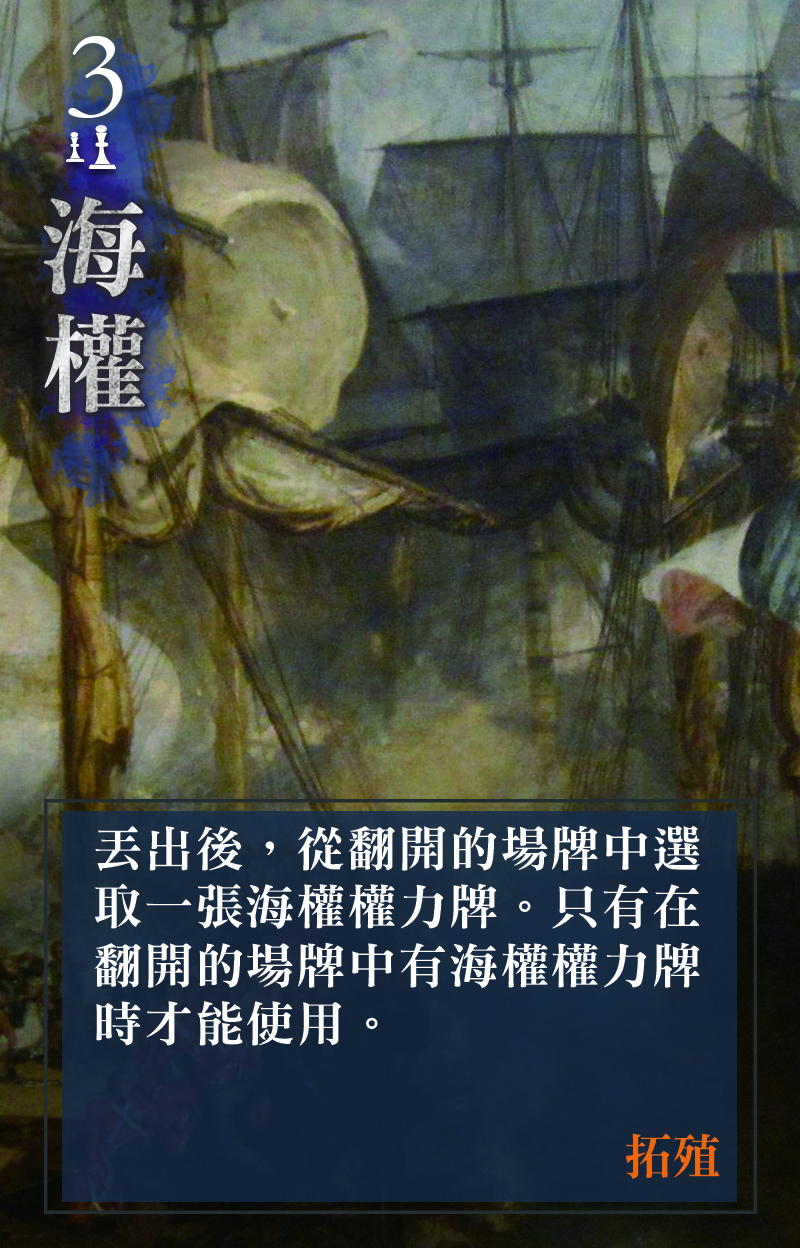 3
海權
丟出後，從翻開的場牌中選
取一張海權權力牌。只有在
翻開的場牌中有海權權力牌
時才能使用。
拓殖